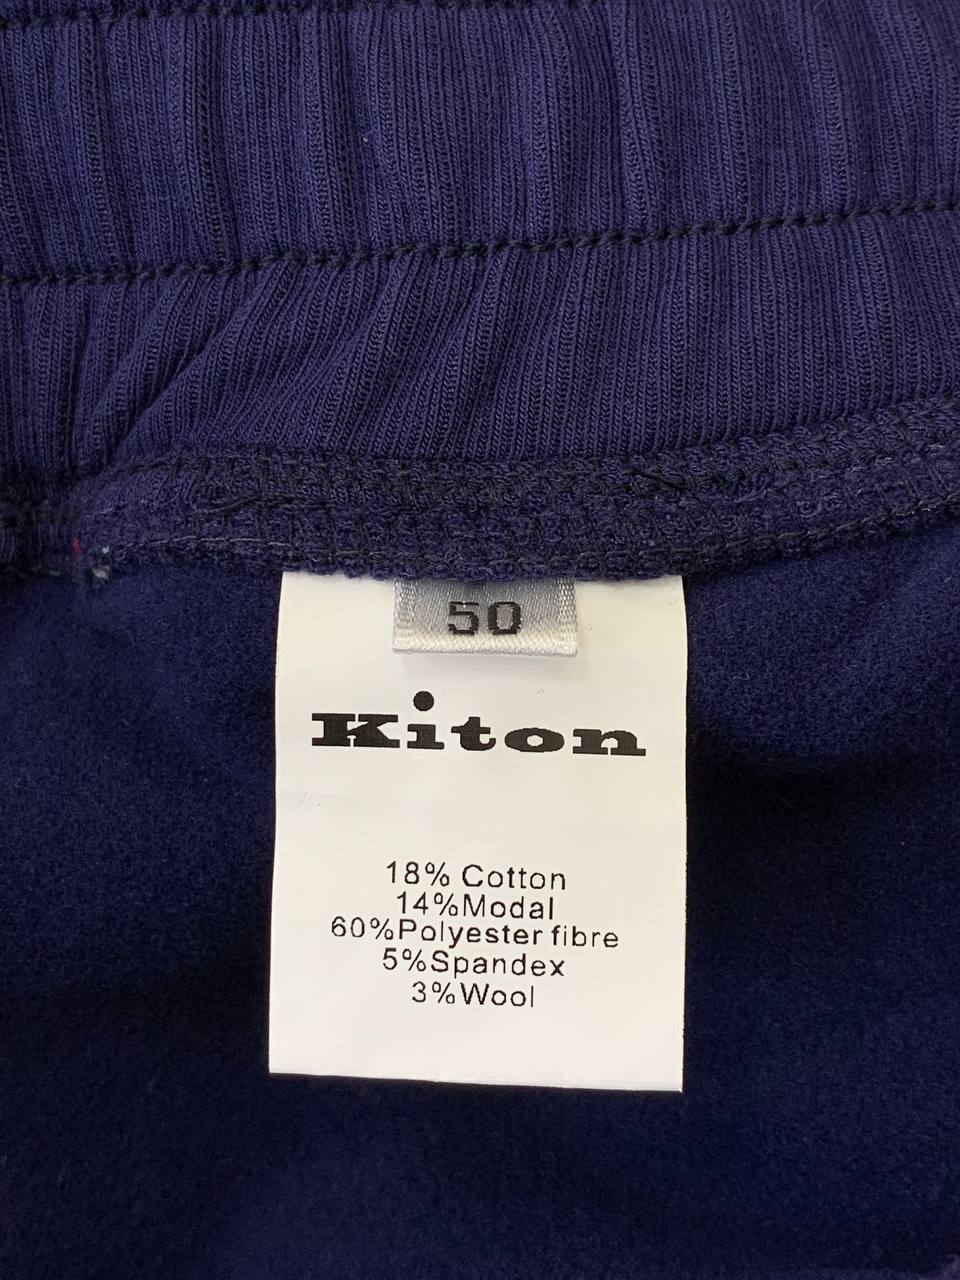 50
Kiton
18% Cotton
14%Modal
60%Polyester fibre
5%Spandex
3%Wool